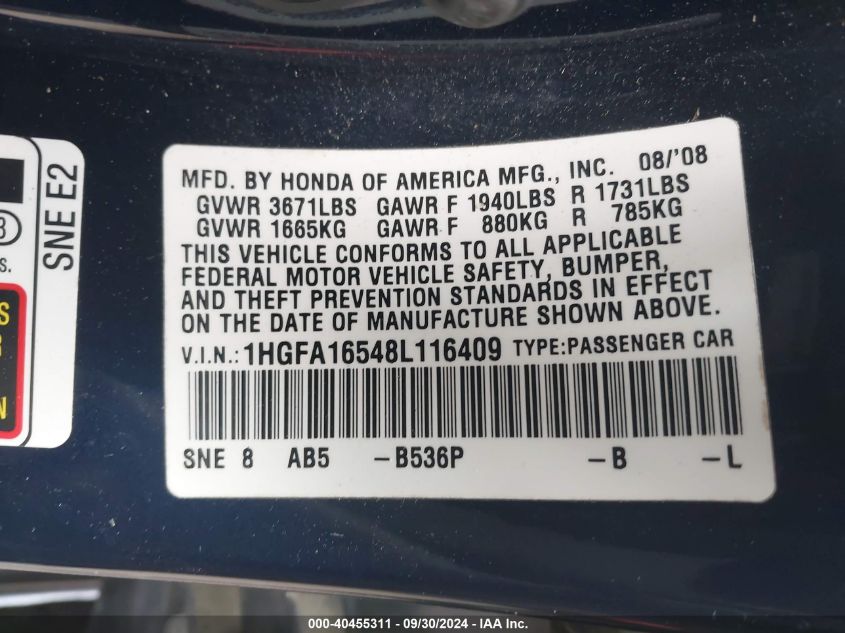 MFD. BY HONDA OF AMERICA MFG., INC. 08/'08
GVWR 3671LBS GAWR F 1940LBS R 1731LBS
GVWR 1665KG GAWR F 880KG R 785KG
THIS VEHICLE CONFORMS TO ALL APPLICABLE
FEDERAL MOTOR VEHICLE SAFETY, BUMPER,
AND THEFT PREVENTION STANDARDS IN EFFECT
ON THE DATE OF MANUFACTURE SHOWN ABOVE.
V.I.N.:1HGFA16548L116409 TYPE:PASSENGER CAR
SNE 8 AB5 -B536P -B -L
SNE E2
S.
S
R
N
000-40455311 - 09/30/2024 - IAA Inc.